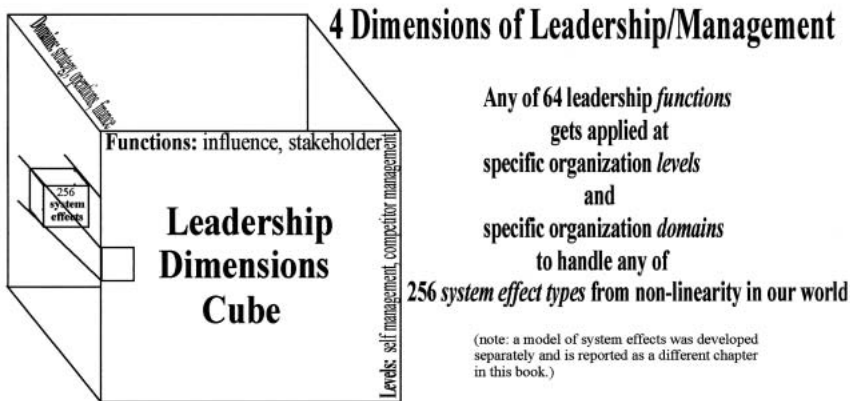 4 Dimensions of Leadership/Management
Domains: strategy, operations, finance
Functions: influence, stakeholder
256
system
effects
Leadership
Dimensions
Cube
Levels: self management, competitor management
Any of 64 leadership functions
gets applied at
specific organization levels
and
specific organization domains
to handle any of
256 system effect types from non-linearity in our world
(note: a model of system effects was developed
separately and is reported as a different chapter
in this book.)